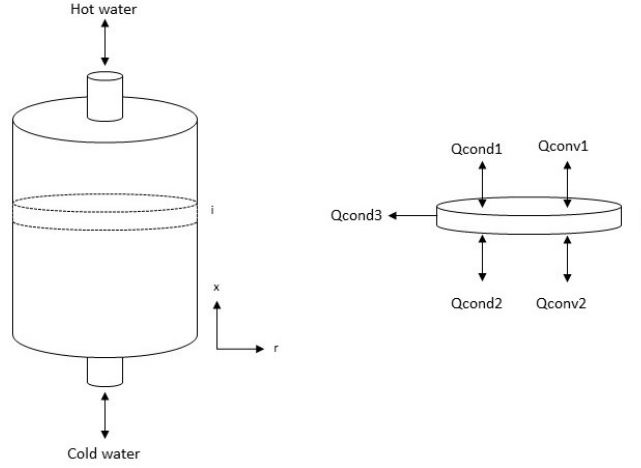 Hot water
i
x
r
Cold water
Qcond1
Qconv1
Qcond3
Qcond2
Qconv2